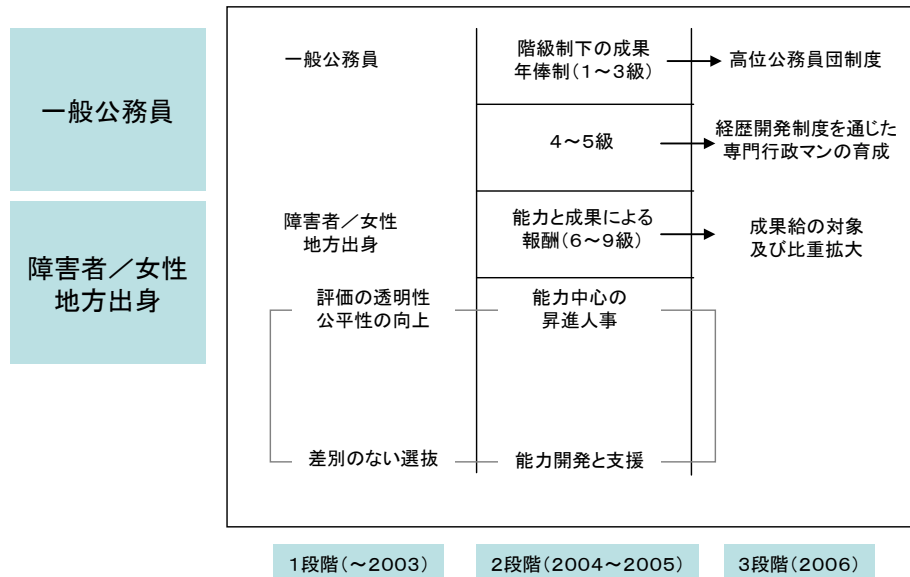 一般公務員
障害者／女性
地方出身
一般公務員
階級制下の成果
年俸制（１～３級）
高位公務員団制度
４～５級
経歴開発制度を通じた
専門行政マンの育成
障害者／女性
地方出身
能力と成果による
報酬（６～９級）
成果給の対象
及び比重拡大
評価の透明性
公平性の向上
能力中心の
昇進人事
差別のない選抜
能力開発と支援
１段階（～2003）
２段階（2004～2005）
３段階（2006）